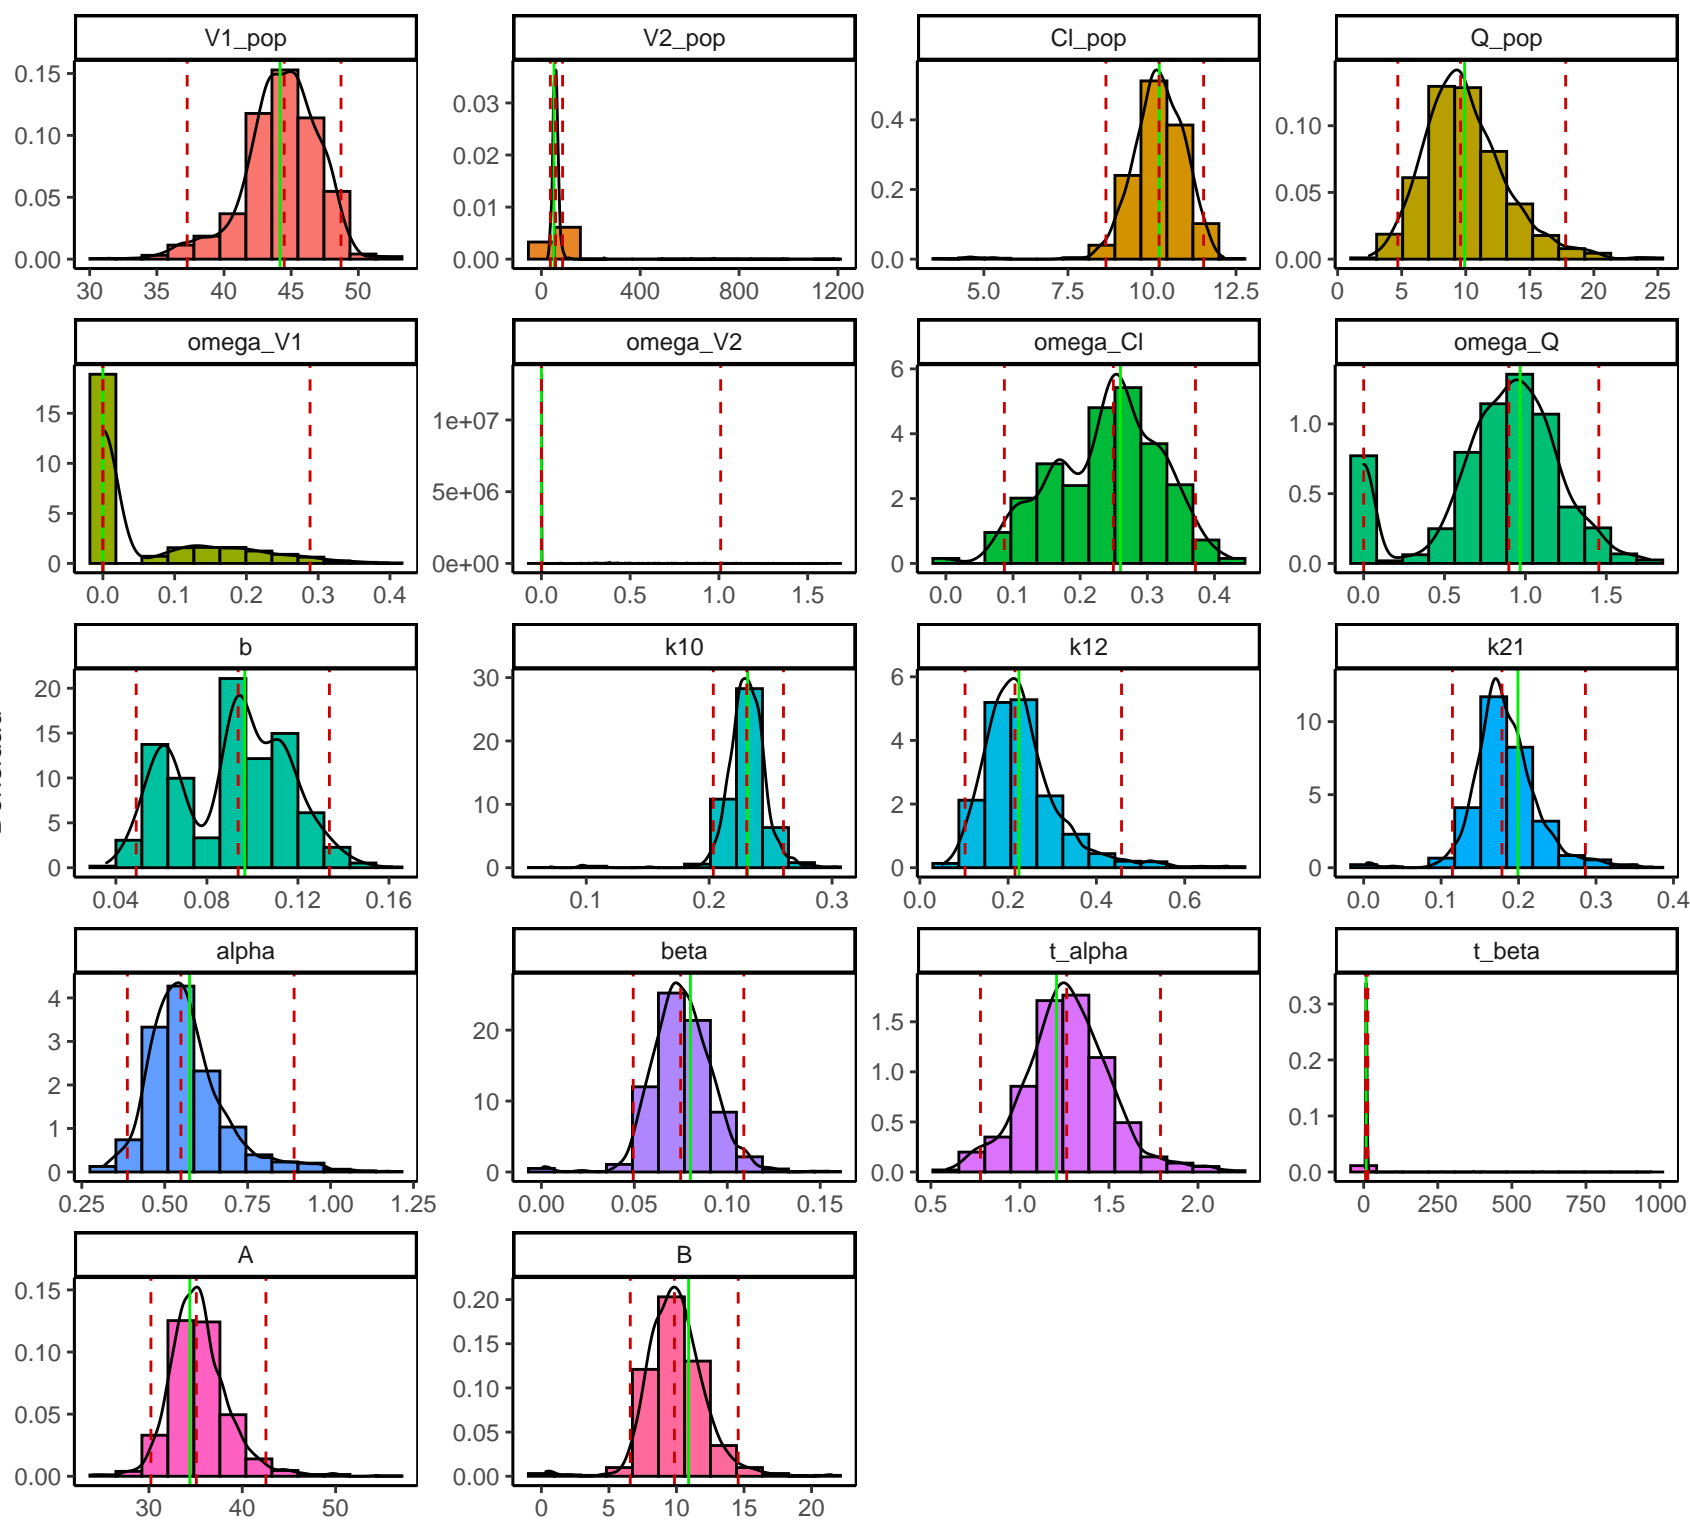 V1_pop V2_pop Cl_pop Q_pop
0.15 0.10 0.05 0.00
0.03 0.02 0.01 0.00
0.4 0.2 0.0
0.10 0.05 0.00
30 35 40 45 50
0 400 800 1200
5.0 7.5 10.0 12.5
0 5 10 15 20 25
omega_V1 omega_V2 omega_Cl omega_Q
15 10 5 0
1e+07 5e+06 0e+00
6 4 2 0
1.0 0.5 0.0
0.0 0.1 0.2 0.3 0.4
0.0 0.5 1.0 1.5
0.0 0.1 0.2 0.3 0.4
0.0 0.5 1.0 1.5
b k10 k12 k21
20 15 10 5 0
30 20 10 0
6 4 2 0
10 5 0
0.04 0.08 0.12 0.16
0.1 0.2 0.3
0.0 0.2 0.4 0.6
0.0 0.1 0.2 0.3 0.4
alpha beta t_alpha t_beta
4 3 2 1 0
20 10 0
1.5 1.0 0.5 0.0
0.3 0.2 0.1 0.0
0.25 0.50 0.75 1.00 1.25
0.00 0.05 0.10 0.15
0.5 1.0 1.5 2.0
0 250 500 750 1000
A B
0.15 0.10 0.05 0.00
0.20 0.15 0.10 0.05 0.00
30 40 50
0 5 10 15 20